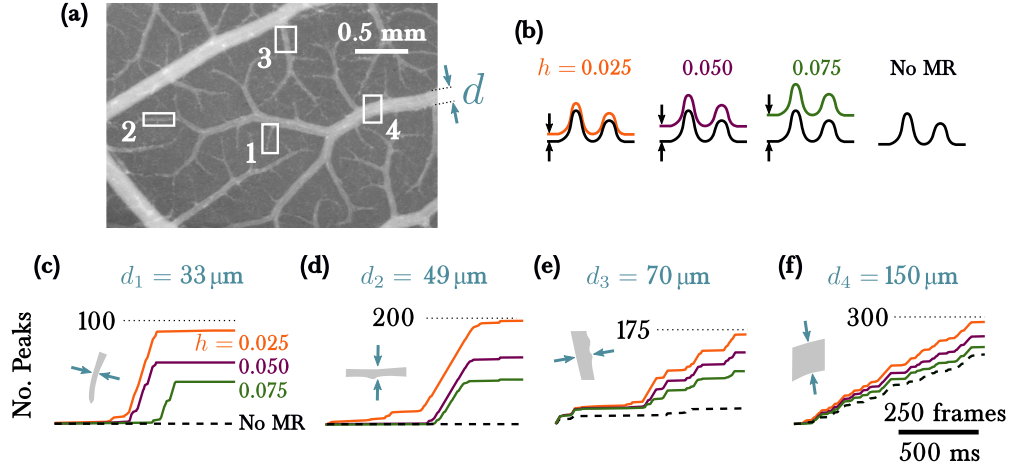 (a)
0.5 mm
3
2
1
4
d
(b)
h = 0.025
0.050
0.075
No MR
(c)
d₁ = 33 μm
(d)
d₂ = 49 μm
(e)
d₃ = 70 μm
(f)
d₄ = 150 μm
No. Peaks
100
h = 0.025
0.050
0.075
No MR
200
175
300
250 frames
500 ms